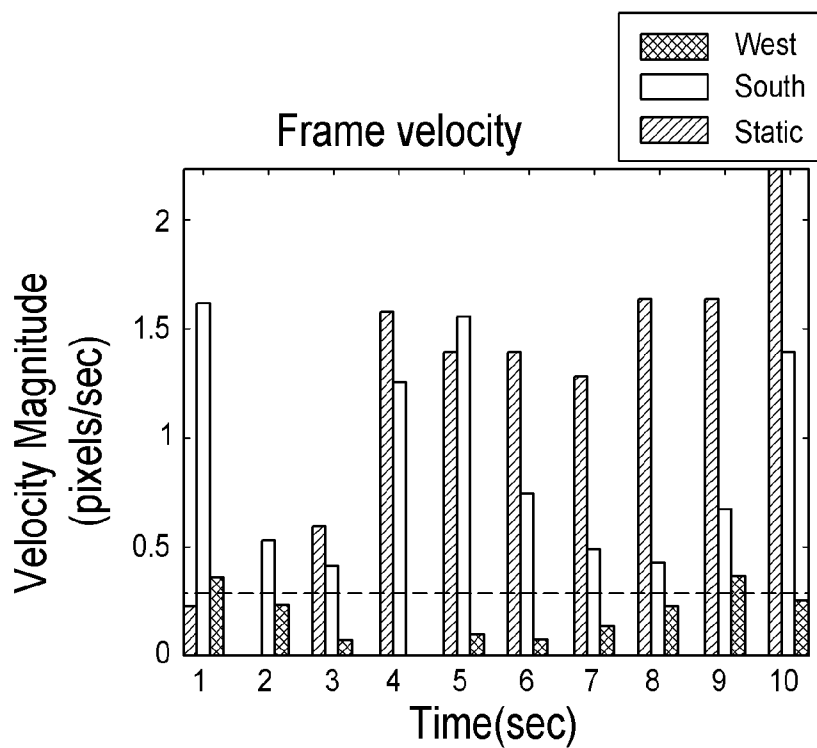 West
South
Static
Frame velocity
2
1.5
1
0.5
0
Velocity Magnitude
(pixels/sec)
1 2 3 4 5 6 7 8 9 10
Time(sec)